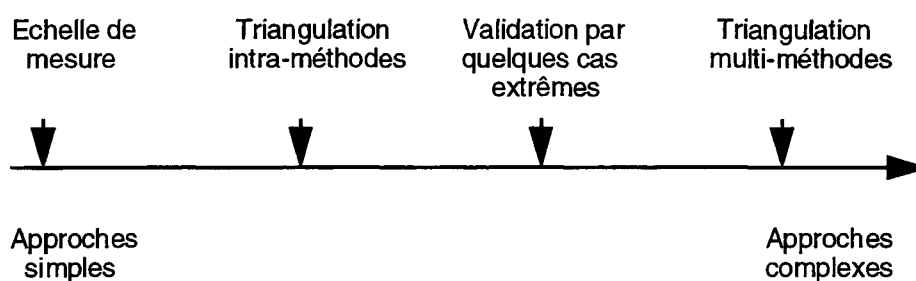 Echelle de
mesure
Triangulation
intra-méthodes
Validation par
quelques cas
extrêmes
Triangulation
multi-méthodes
Approches
simples
Approches
complexes